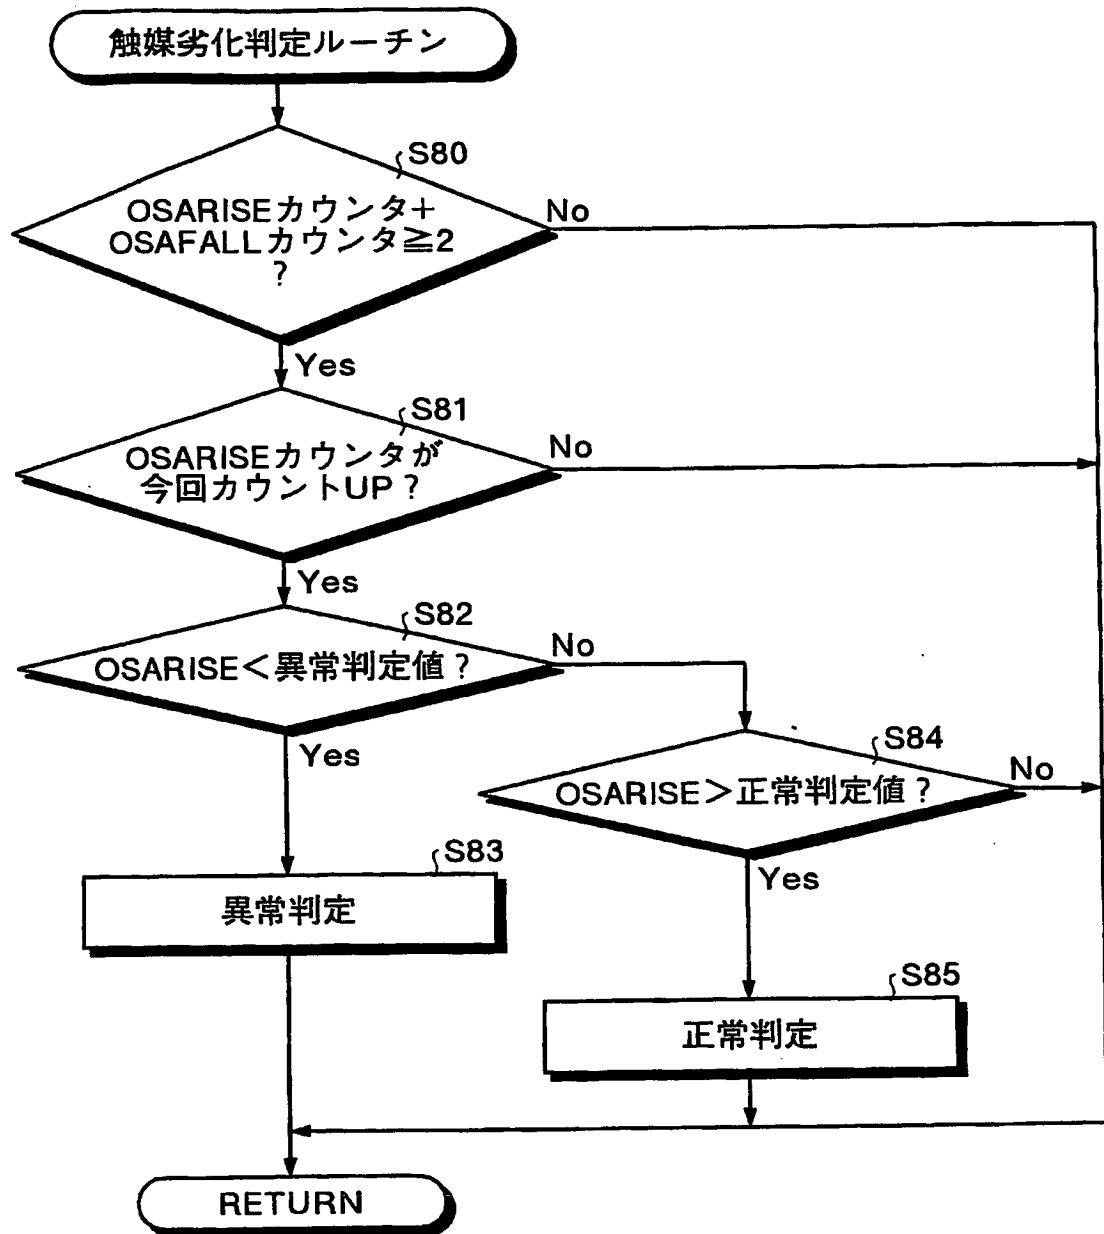 触媒劣化判定ルーチン
S80
OSARISEカウンタ+
OSAFALLカウンタ≧2
?
No
Yes
S81
OSARISEカウンタが
今回カウントUP?
No
Yes
S82
OSARISE<異常判定値?
No
Yes
S84
OSARISE>正常判定値?
No
Yes
S83
異常判定
S85
正常判定
RETURN